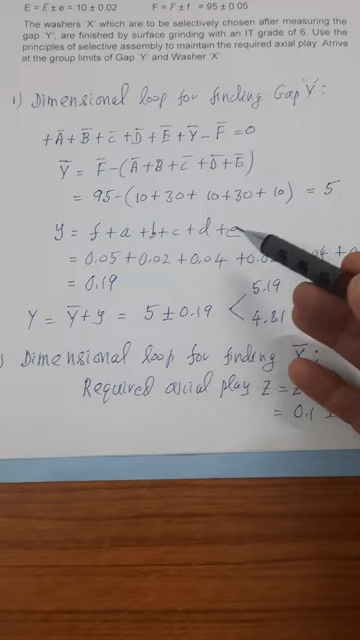 E = E̅ ± e = 10 ± 0.02 F = F̅ ± f = 95 ± 0.05
The washers 'X' which are to be selectively chosen after measuring the
gap 'Y', are finished by surface grinding with an IT grade of 6. Use the
principles of selective assembly to maintain the required axial play. Arrive
at the group limits of Gap 'Y' and Washer 'X'
1) Dimensional loop for finding Gap Y̅:
+A̅+B̅+C̅+D̅+E̅+Y̅−F̅=0
Y̅ = F̅−(A̅+B̅+C̅+D̅+E̅)
= 95−(10+30+10+30+10) = 5
y = f+a+b+c+d+e
= 0.05+0.02+0.04+0.02
= 0.19
Y = Y̅±y = 5±0.19 < 5.19
4.81
) Dimensional loop for finding X̅:
Required axial play Z =
= 0.1 ±